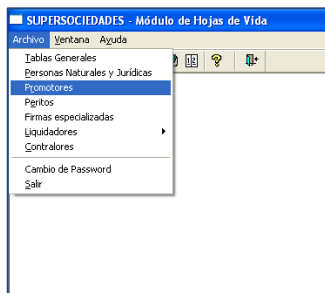 SUPERSOCIEDADES - Módulo de Hojas de Vida
Archivo Ventana Ayuda
Tablas Generales
Personas Naturales y Jurídicas
Promotores
Peritos
Firmas especializadas
Liquidadores
Contralores
Cambio de Password
Salir